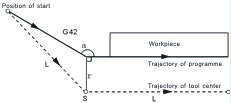 Position of start
G42
a
Workpiece
Trajectory of programme
L
r
Trajectory of tool center
S
L